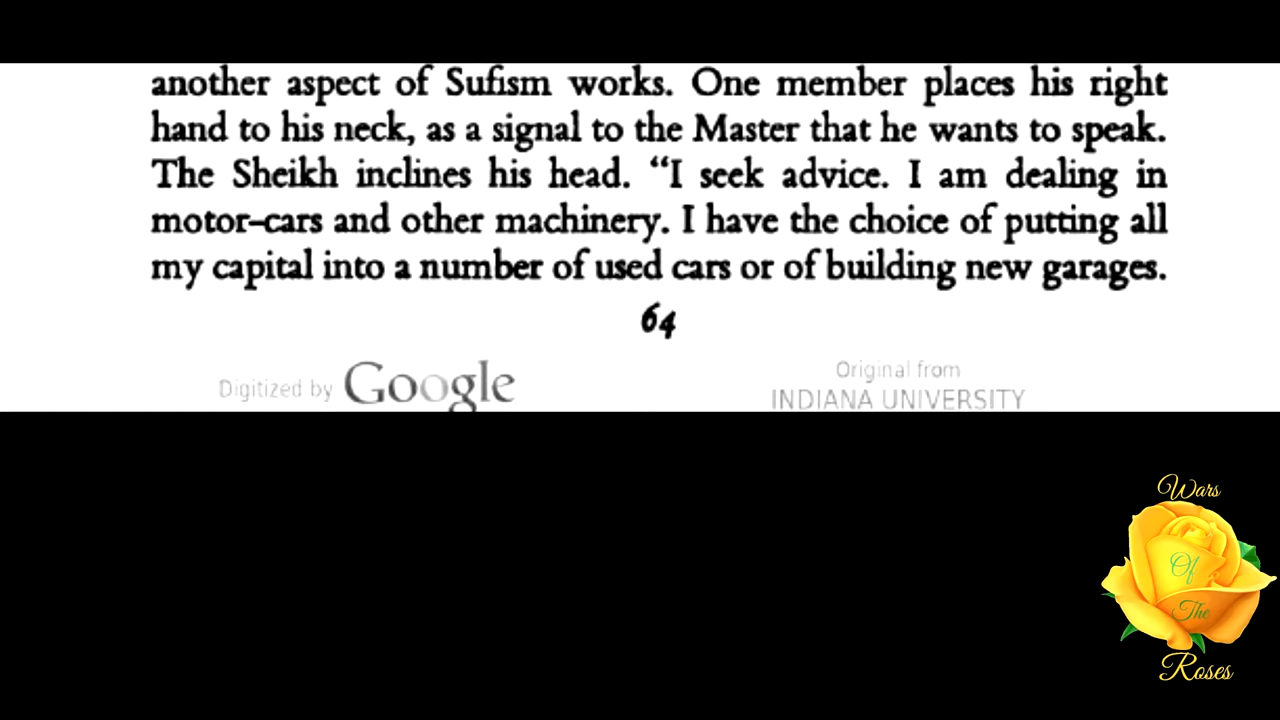 another aspect of Sufism works. One member places his right
hand to his neck, as a signal to the Master that he wants to speak.
The Sheikh inclines his head. “I seek advice. I am dealing in
motor-cars and other machinery. I have the choice of putting all
my capital into a number of used cars or of building new garages.
64
Digitized by Google
Original from
INDIANA UNIVERSITY
Wars
Of
The
Roses